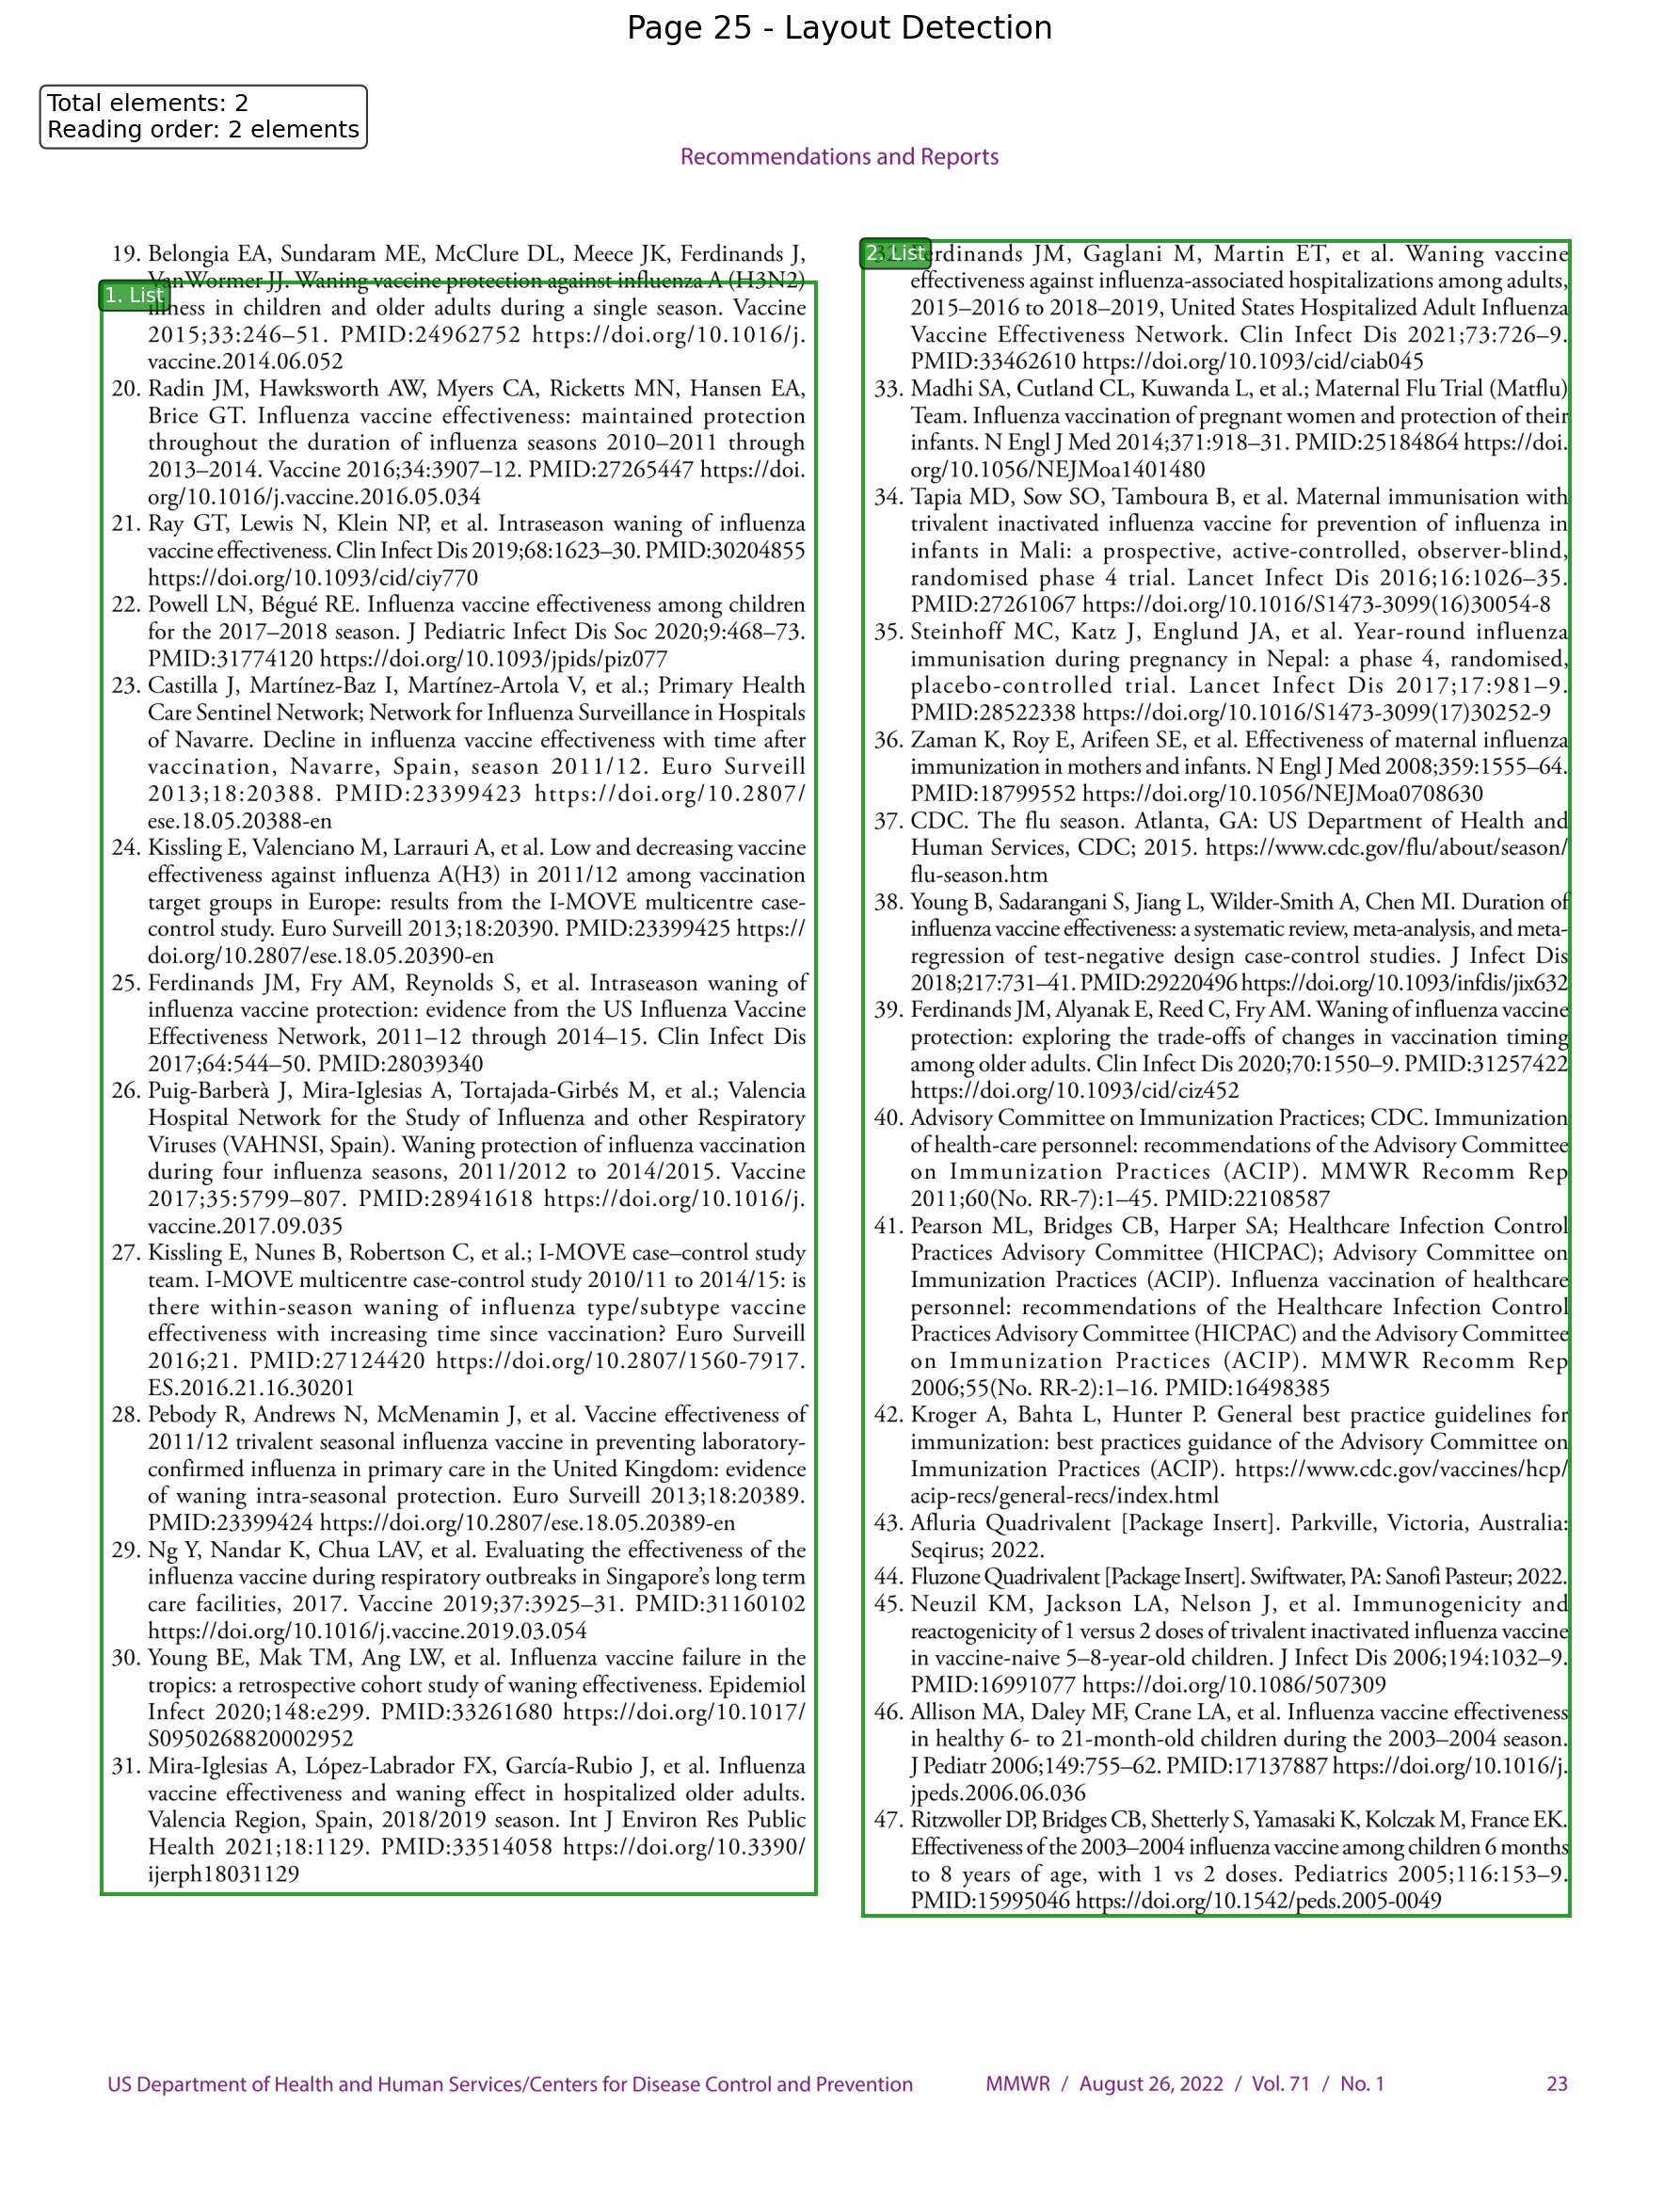 Page 25 - Layout Detection
Total elements: 2
Reading order: 2 elements
Recommendations and Reports
19. Belongia EA, Sundaram ME, McClure DL, Meece JK, Ferdinands J,
VanWormer JJ. Waning vaccine protection against influenza A (H3N2)
1. List
illness in children and older adults during a single season. Vaccine
2015;33:246–51. PMID:24962752 https://doi.org/10.1016/j.
vaccine.2014.06.052
20. Radin JM, Hawksworth AW, Myers CA, Ricketts MN, Hansen EA,
Brice GT. Influenza vaccine effectiveness: maintained protection
throughout the duration of influenza seasons 2010–2011 through
2013–2014. Vaccine 2016;34:3907–12. PMID:27265447 https://doi.
org/10.1016/j.vaccine.2016.05.034
21. Ray GT, Lewis N, Klein NP, et al. Intraseason waning of influenza
vaccine effectiveness. Clin Infect Dis 2019;68:1623–30. PMID:30204855
https://doi.org/10.1093/cid/ciy770
22. Powell LN, Bégué RE. Influenza vaccine effectiveness among children
for the 2017–2018 season. J Pediatric Infect Dis Soc 2020;9:468–73.
PMID:31774120 https://doi.org/10.1093/jpids/piz077
23. Castilla J, Martínez-Baz I, Martínez-Artola V, et al.; Primary Health
Care Sentinel Network; Network for Influenza Surveillance in Hospitals
of Navarre. Decline in influenza vaccine effectiveness with time after
vaccination, Navarre, Spain, season 2011/12. Euro Surveill
2013;18:20388. PMID:23399423 https://doi.org/10.2807/
ese.18.05.20388-en
24. Kissling E, Valenciano M, Larrauri A, et al. Low and decreasing vaccine
effectiveness against influenza A(H3) in 2011/12 among vaccination
target groups in Europe: results from the I-MOVE multicentre case-
control study. Euro Surveill 2013;18:20390. PMID:23399425 https://
doi.org/10.2807/ese.18.05.20390-en
25. Ferdinands JM, Fry AM, Reynolds S, et al. Intraseason waning of
influenza vaccine protection: evidence from the US Influenza Vaccine
Effectiveness Network, 2011–12 through 2014–15. Clin Infect Dis
2017;64:544–50. PMID:28039340
26. Puig-Barberà J, Mira-Iglesias A, Tortajada-Girbés M, et al.; Valencia
Hospital Network for the Study of Influenza and other Respiratory
Viruses (VAHNSI, Spain). Waning protection of influenza vaccination
during four influenza seasons, 2011/2012 to 2014/2015. Vaccine
2017;35:5799–807. PMID:28941618 https://doi.org/10.1016/j.
vaccine.2017.09.035
27. Kissling E, Nunes B, Robertson C, et al.; I-MOVE case–control study
team. I-MOVE multicentre case-control study 2010/11 to 2014/15: is
there within-season waning of influenza type/subtype vaccine
effectiveness with increasing time since vaccination? Euro Surveill
2016;21. PMID:27124420 https://doi.org/10.2807/1560-7917.
ES.2016.21.16.30201
28. Pebody R, Andrews N, McMenamin J, et al. Vaccine effectiveness of
2011/12 trivalent seasonal influenza vaccine in preventing laboratory-
confirmed influenza in primary care in the United Kingdom: evidence
of waning intra-seasonal protection. Euro Surveill 2013;18:20389.
PMID:23399424 https://doi.org/10.2807/ese.18.05.20389-en
29. Ng Y, Nandar K, Chua LAV, et al. Evaluating the effectiveness of the
influenza vaccine during respiratory outbreaks in Singapore’s long term
care facilities, 2017. Vaccine 2019;37:3925–31. PMID:31160102
https://doi.org/10.1016/j.vaccine.2019.03.054
30. Young BE, Mak TM, Ang LW, et al. Influenza vaccine failure in the
tropics: a retrospective cohort study of waning effectiveness. Epidemiol
Infect 2020;148:e299. PMID:33261680 https://doi.org/10.1017/
S0950268820002952
31. Mira-Iglesias A, López-Labrador FX, García-Rubio J, et al. Influenza
vaccine effectiveness and waning effect in hospitalized older adults.
Valencia Region, Spain, 2018/2019 season. Int J Environ Res Public
Health 2021;18:1129. PMID:33514058 https://doi.org/10.3390/
ijerph18031129
2. List
32. Ferdinands JM, Gaglani M, Martin ET, et al. Waning vaccine
effectiveness against influenza-associated hospitalizations among adults,
2015–2016 to 2018–2019, United States Hospitalized Adult Influenza
Vaccine Effectiveness Network. Clin Infect Dis 2021;73:726–9.
PMID:33462610 https://doi.org/10.1093/cid/ciab045
33. Madhi SA, Cutland CL, Kuwanda L, et al.; Maternal Flu Trial (Matflu)
Team. Influenza vaccination of pregnant women and protection of their
infants. N Engl J Med 2014;371:918–31. PMID:25184864 https://doi.
org/10.1056/NEJMoa1401480
34. Tapia MD, Sow SO, Tamboura B, et al. Maternal immunisation with
trivalent inactivated influenza vaccine for prevention of influenza in
infants in Mali: a prospective, active-controlled, observer-blind,
randomised phase 4 trial. Lancet Infect Dis 2016;16:1026–35.
PMID:27261067 https://doi.org/10.1016/S1473-3099(16)30054-8
35. Steinhoff MC, Katz J, Englund JA, et al. Year-round influenza
immunisation during pregnancy in Nepal: a phase 4, randomised,
placebo-controlled trial. Lancet Infect Dis 2017;17:981–9.
PMID:28522338 https://doi.org/10.1016/S1473-3099(17)30252-9
36. Zaman K, Roy E, Arifeen SE, et al. Effectiveness of maternal influenza
immunization in mothers and infants. N Engl J Med 2008;359:1555–64.
PMID:18799552 https://doi.org/10.1056/NEJMoa0708630
37. CDC. The flu season. Atlanta, GA: US Department of Health and
Human Services, CDC; 2015. https://www.cdc.gov/flu/about/season/
flu-season.htm
38. Young B, Sadarangani S, Jiang L, Wilder-Smith A, Chen MI. Duration of
influenza vaccine effectiveness: a systematic review, meta-analysis, and meta-
regression of test-negative design case-control studies. J Infect Dis
2018;217:731–41. PMID:29220496 https://doi.org/10.1093/infdis/jix632
39. Ferdinands JM, Alyanak E, Reed C, Fry AM. Waning of influenza vaccine
protection: exploring the trade-offs of changes in vaccination timing
among older adults. Clin Infect Dis 2020;70:1550–9. PMID:31257422
https://doi.org/10.1093/cid/ciz452
40. Advisory Committee on Immunization Practices; CDC. Immunization
of health-care personnel: recommendations of the Advisory Committee
on Immunization Practices (ACIP). MMWR Recomm Rep
2011;60(No. RR-7):1–45. PMID:22108587
41. Pearson ML, Bridges CB, Harper SA; Healthcare Infection Control
Practices Advisory Committee (HICPAC); Advisory Committee on
Immunization Practices (ACIP). Influenza vaccination of healthcare
personnel: recommendations of the Healthcare Infection Control
Practices Advisory Committee (HICPAC) and the Advisory Committee
on Immunization Practices (ACIP). MMWR Recomm Rep
2006;55(No. RR-2):1–16. PMID:16498385
42. Kroger A, Bahta L, Hunter P. General best practice guidelines for
immunization: best practices guidance of the Advisory Committee on
Immunization Practices (ACIP). https://www.cdc.gov/vaccines/hcp/
acip-recs/general-recs/index.html
43. Afluria Quadrivalent [Package Insert]. Parkville, Victoria, Australia:
Seqirus; 2022.
44. Fluzone Quadrivalent [Package Insert]. Swiftwater, PA: Sanofi Pasteur; 2022.
45. Neuzil KM, Jackson LA, Nelson J, et al. Immunogenicity and
reactogenicity of 1 versus 2 doses of trivalent inactivated influenza vaccine
in vaccine-naive 5–8-year-old children. J Infect Dis 2006;194:1032–9.
PMID:16991077 https://doi.org/10.1086/507309
46. Allison MA, Daley MF, Crane LA, et al. Influenza vaccine effectiveness
in healthy 6- to 21-month-old children during the 2003–2004 season.
J Pediatr 2006;149:755–62. PMID:17137887 https://doi.org/10.1016/j.
jpeds.2006.06.036
47. Ritzwoller DP, Bridges CB, Shetterly S, Yamasaki K, Kolczak M, France EK.
Effectiveness of the 2003–2004 influenza vaccine among children 6 months
to 8 years of age, with 1 vs 2 doses. Pediatrics 2005;116:153–9.
PMID:15995046 https://doi.org/10.1542/peds.2005-0049
US Department of Health and Human Services/Centers for Disease Control and Prevention MMWR / August 26, 2022 / Vol. 71 / No. 1 23